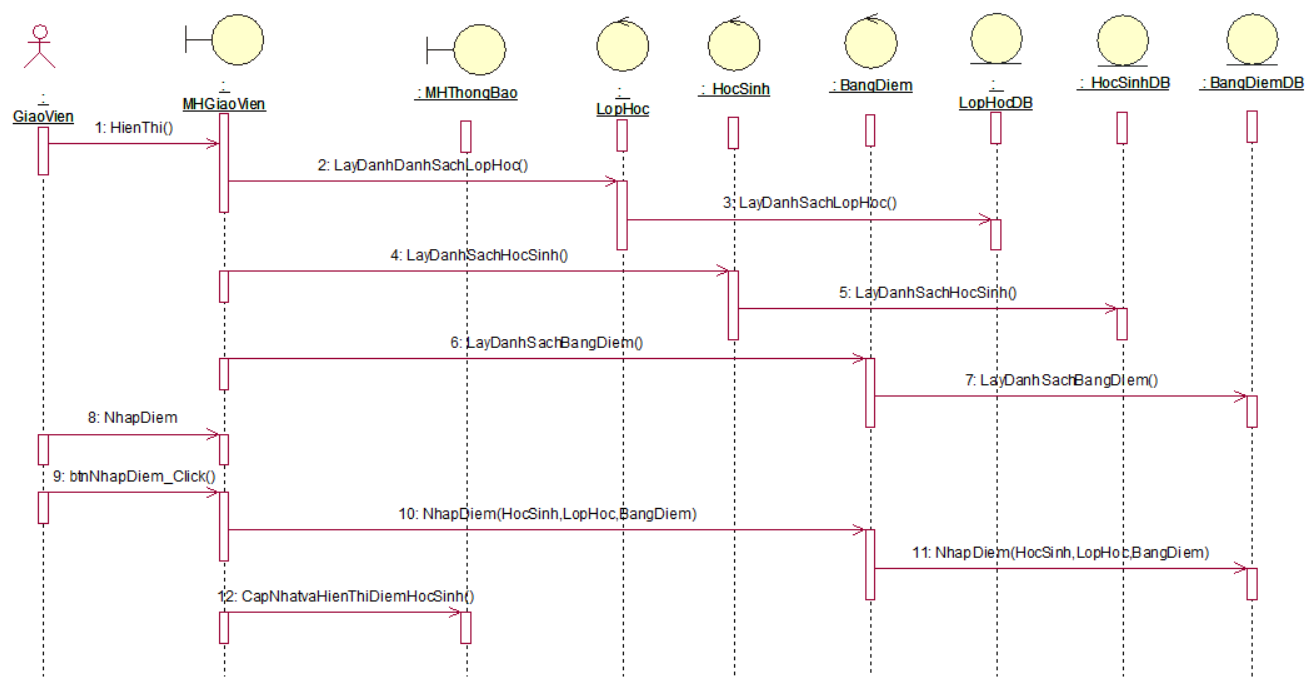 :
GiaoVien
:
MHGiaoVien
: MHThongBao
:
LopHoc
: HocSinh
: BangDiem
:
LopHocDB
: HocSinhDB
: BangDiemDB
1: HienThi()
2: LayDanhDanhSachLopHoc()
3: LayDanhSachLopHoc()
4: LayDanhSachHocSinh()
5: LayDanhSachHocSinh()
6: LayDanhSachBangDiem()
7: LayDanhSachBangDiem()
8: NhapDiem
9: btnNhapDiem_Click()
10: NhapDiem(HocSinh,LopHoc,BangDiem)
11: NhapDiem(HocSinh,LopHoc,BangDiem)
12: CapNhatvaHienThiDiemHocSinh()